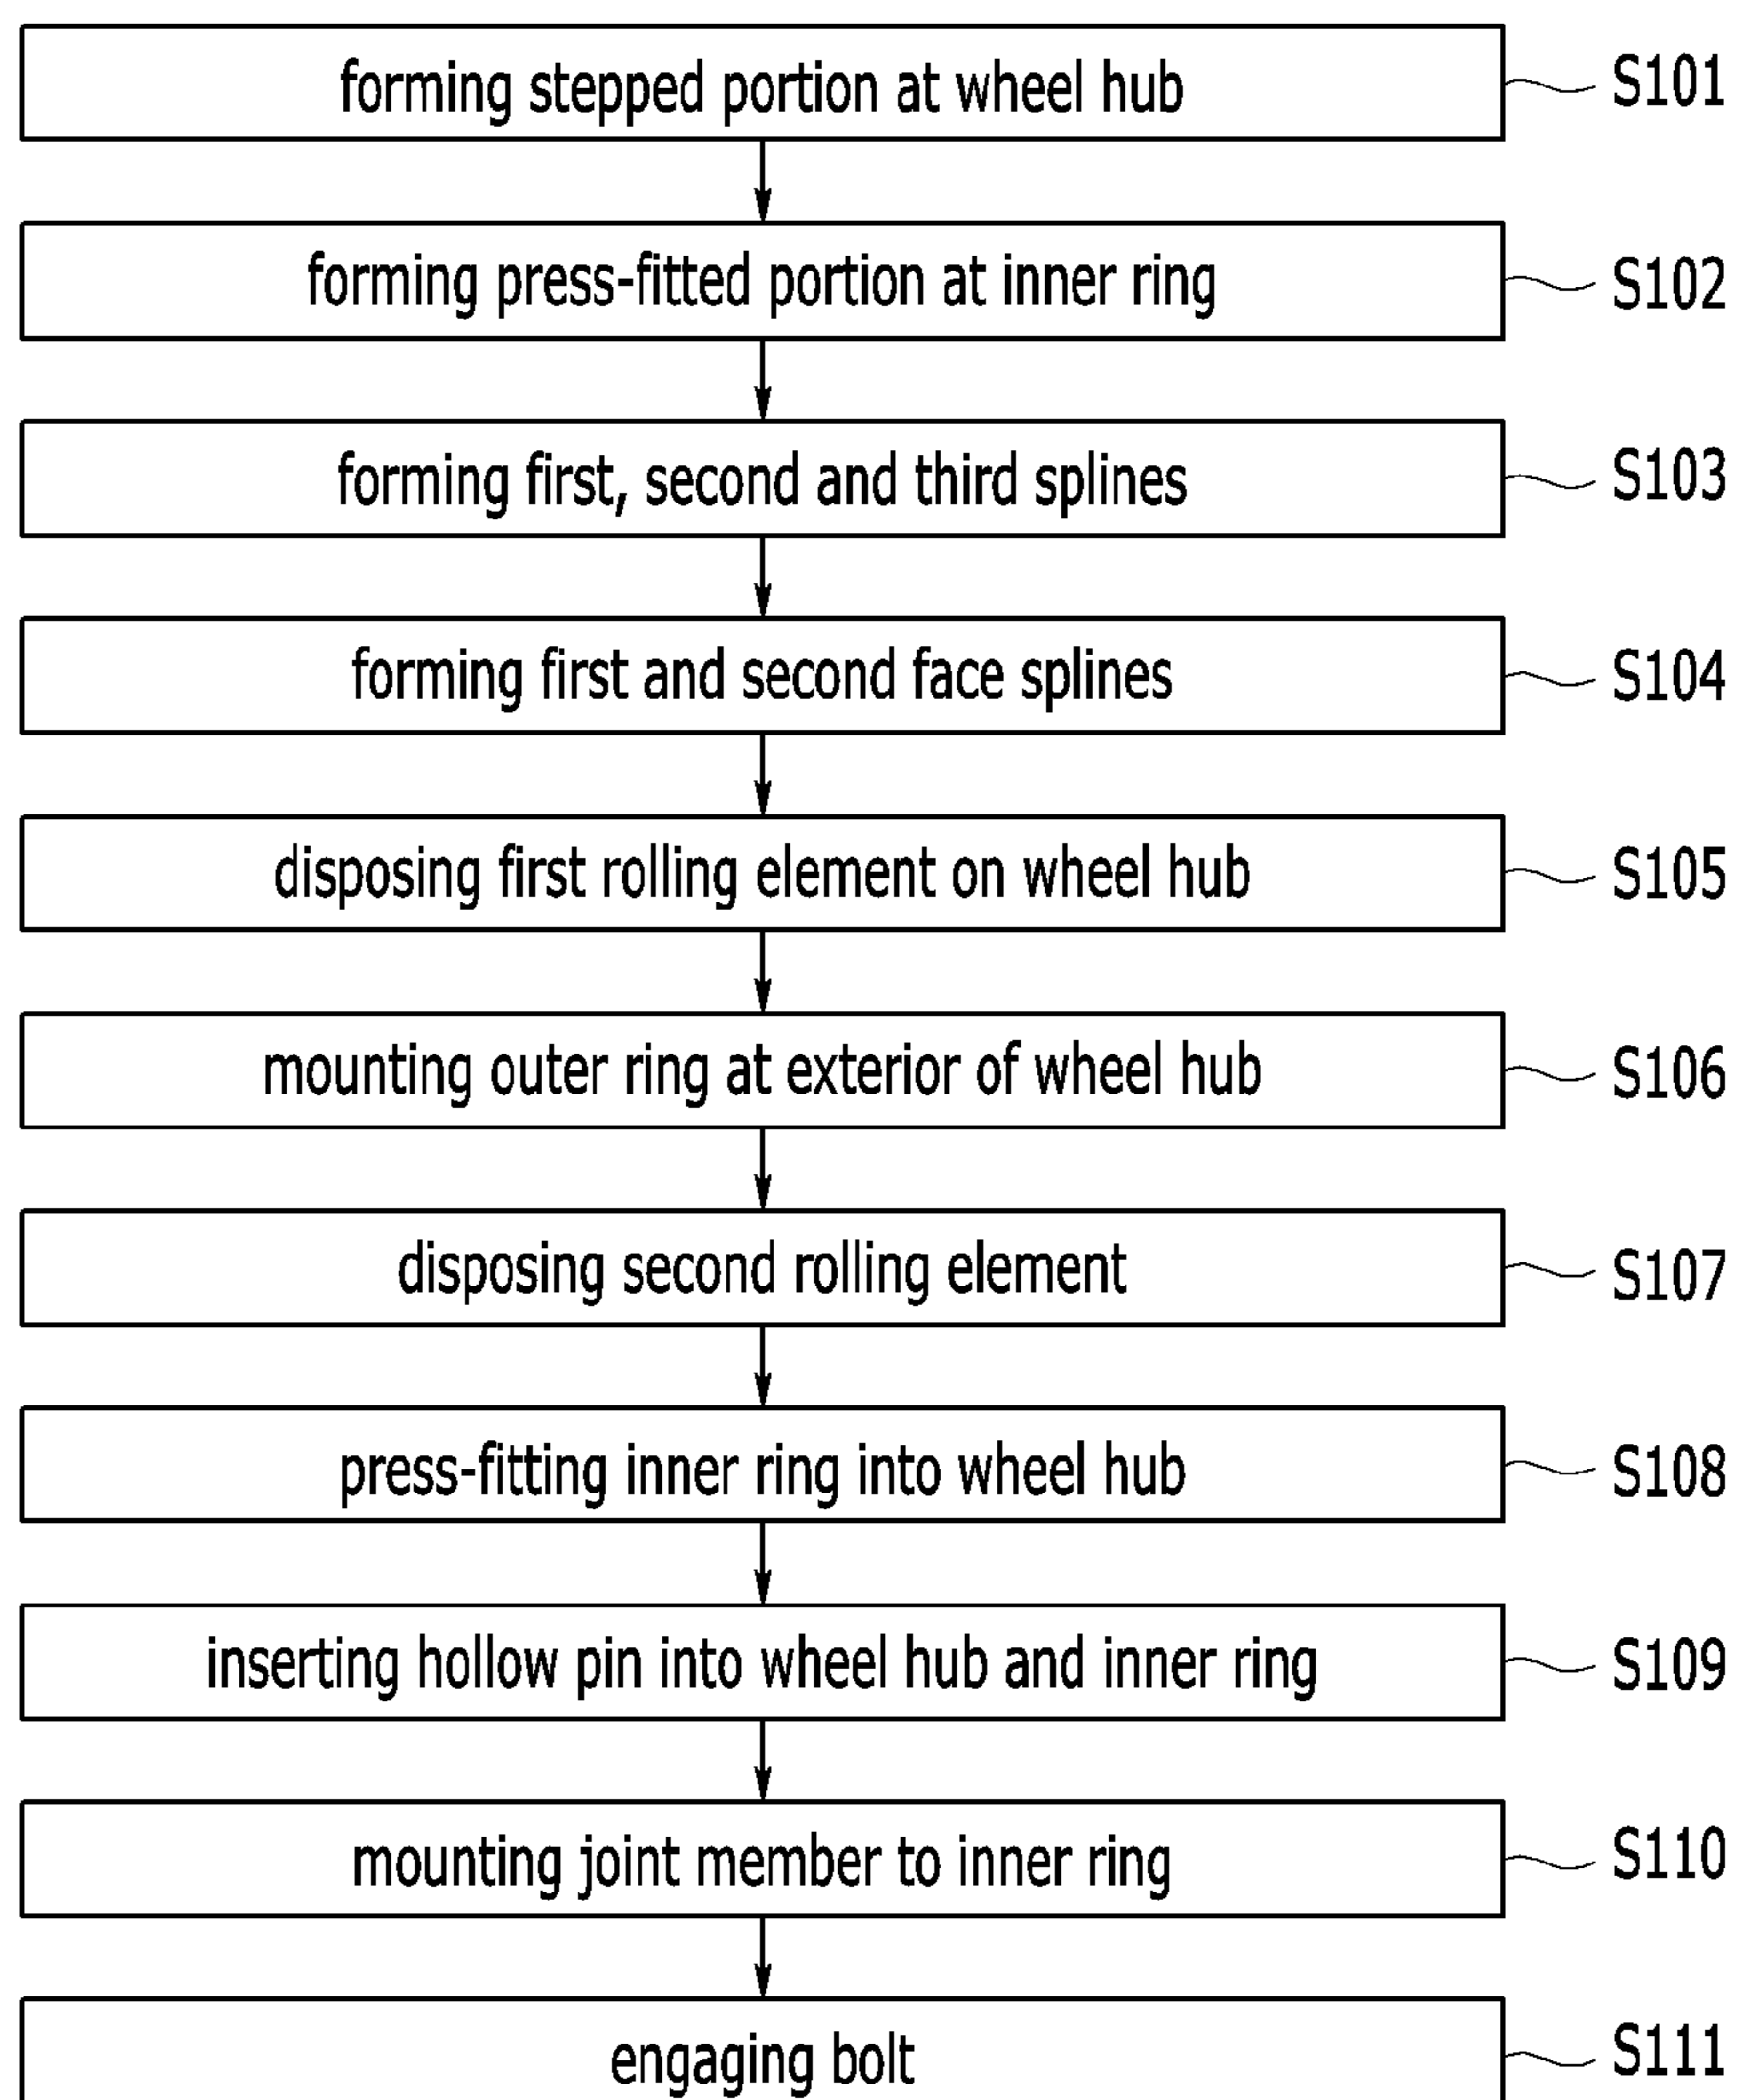 forming stepped portion at wheel hub S101
forming press-fitted portion at inner ring S102
forming first, second and third splines S103
forming first and second face splines S104
disposing first rolling element on wheel hub S105
mounting outer ring at exterior of wheel hub S106
disposing second rolling element S107
press-fitting inner ring into wheel hub S108
inserting hollow pin into wheel hub and inner ring S109
mounting joint member to inner ring S110
engaging bolt S111